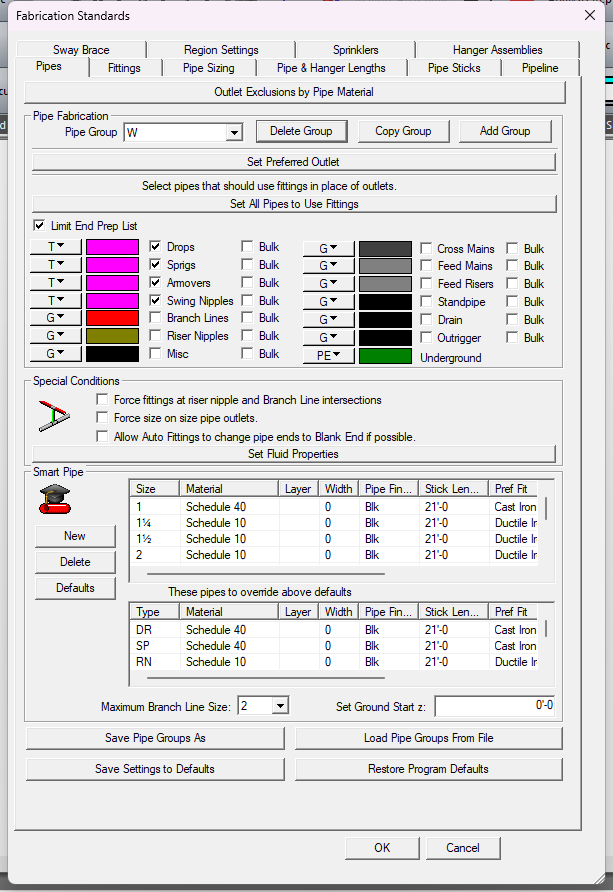 Fabrication Standards
Sway Brace Region Settings Sprinklers Hanger Assemblies
Pipes Fittings Pipe Sizing Pipe & Hanger Lengths Pipe Sticks Pipeline
Outlet Exclusions by Pipe Material
Pipe Fabrication
Pipe Group W Delete Group Copy Group Add Group
Set Preferred Outlet
Select pipes that should use fittings in place of outlets.
Set All Pipes to Use Fittings
Limit End Prep List
T Drops Bulk
T Sprigs Bulk
T Armovers Bulk
T Swing Nipples Bulk
G Branch Lines Bulk
G Riser Nipples Bulk
G Misc Bulk
G Cross Mains Bulk
G Feed Mains Bulk
G Feed Risers Bulk
G Standpipe Bulk
G Drain Bulk
G Outrigger Bulk
PE Underground
Special Conditions
Force fittings at riser nipple and Branch Line intersections
Force size on size pipe outlets.
Allow Auto Fittings to change pipe ends to Blank End if possible.
Set Fluid Properties
Smart Pipe
New
Delete
Defaults
Size Material Layer Width Pipe Fin... Stick Len... Pref Fit
1 Schedule 40 0 Blk 21'-0 Cast Iron
1¼ Schedule 10 0 Blk 21'-0 Ductile Ir
1½ Schedule 10 0 Blk 21'-0 Ductile Ir
2 Schedule 10 0 Blk 21'-0 Ductile Ir
These pipes to override above defaults
Type Material Layer Width Pipe Fin... Stick Len... Pref Fit
DR Schedule 40 0 Blk 21'-0 Cast Iron
SP Schedule 40 0 Blk 21'-0 Cast Iron
RN Schedule 10 0 Blk 21'-0 Ductile Ir
Maximum Branch Line Size: 2 Set Ground Start z: 0'-0
Save Pipe Groups As Load Pipe Groups From File
Save Settings to Defaults Restore Program Defaults
OK Cancel